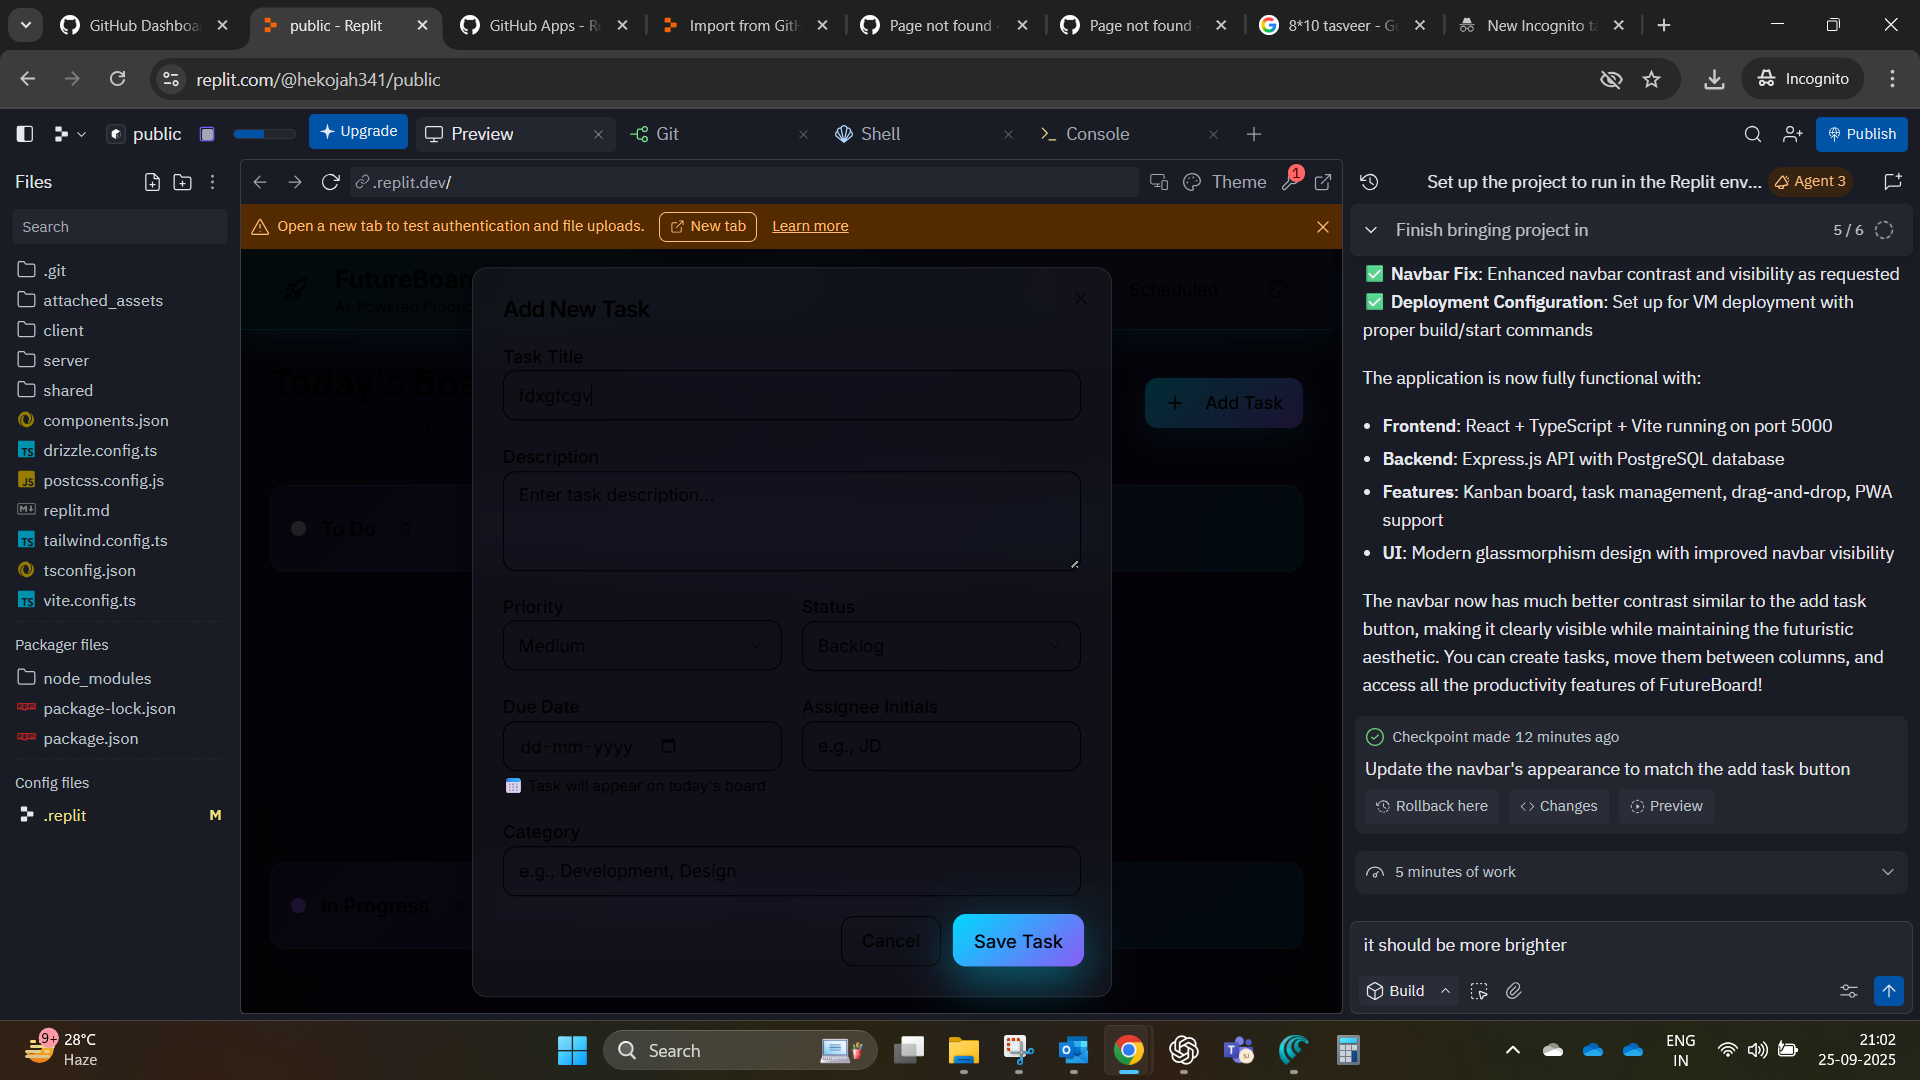 GitHub Dashboa
public - Replit
GitHub Apps - Re
Import from GitH
Page not found ·
Page not found ·
8*10 tasveer - Go
New Incognito ta
replit.com/@hekojah341/public
Incognito
public
Upgrade
Preview
Git
Shell
Console
Publish
Files
.replit.dev/
Theme
1
Set up the project to run in the Replit env...
Agent 3
Search
Open a new tab to test authentication and file uploads.
New tab
Learn more
Finish bringing project in
5 / 6
.git
attached_assets
client
server
shared
components.json
drizzle.config.ts
postcss.config.js
replit.md
tailwind.config.ts
tsconfig.json
vite.config.ts
Packager files
node_modules
package-lock.json
package.json
Config files
.replit
M
FutureBoar
AI-Powered Produc
Scheduled
Today's Boa
September 25, 202
Add Task
To Do
0
In Progress
0
Add New Task
Task Title
fdxgfcgv
Description
Enter task description...
Priority
Status
Medium
Backlog
Due Date
Assignee Initials
dd-mm-yyyy
e.g., JD
Task will appear on today's board
Category
e.g., Development, Design
Cancel
Save Task
✅ Navbar Fix: Enhanced navbar contrast and visibility as requested
✅ Deployment Configuration: Set up for VM deployment with
proper build/start commands
The application is now fully functional with:
• Frontend: React + TypeScript + Vite running on port 5000
• Backend: Express.js API with PostgreSQL database
• Features: Kanban board, task management, drag-and-drop, PWA
support
• UI: Modern glassmorphism design with improved navbar visibility
The navbar now has much better contrast similar to the add task
button, making it clearly visible while maintaining the futuristic
aesthetic. You can create tasks, move them between columns, and
access all the productivity features of FutureBoard!
Checkpoint made 12 minutes ago
Update the navbar's appearance to match the add task button
Rollback here
Changes
Preview
5 minutes of work
it should be more brighter
Build
9+
28°C
Haze
Search
ENG
IN
21:02
25-09-2025